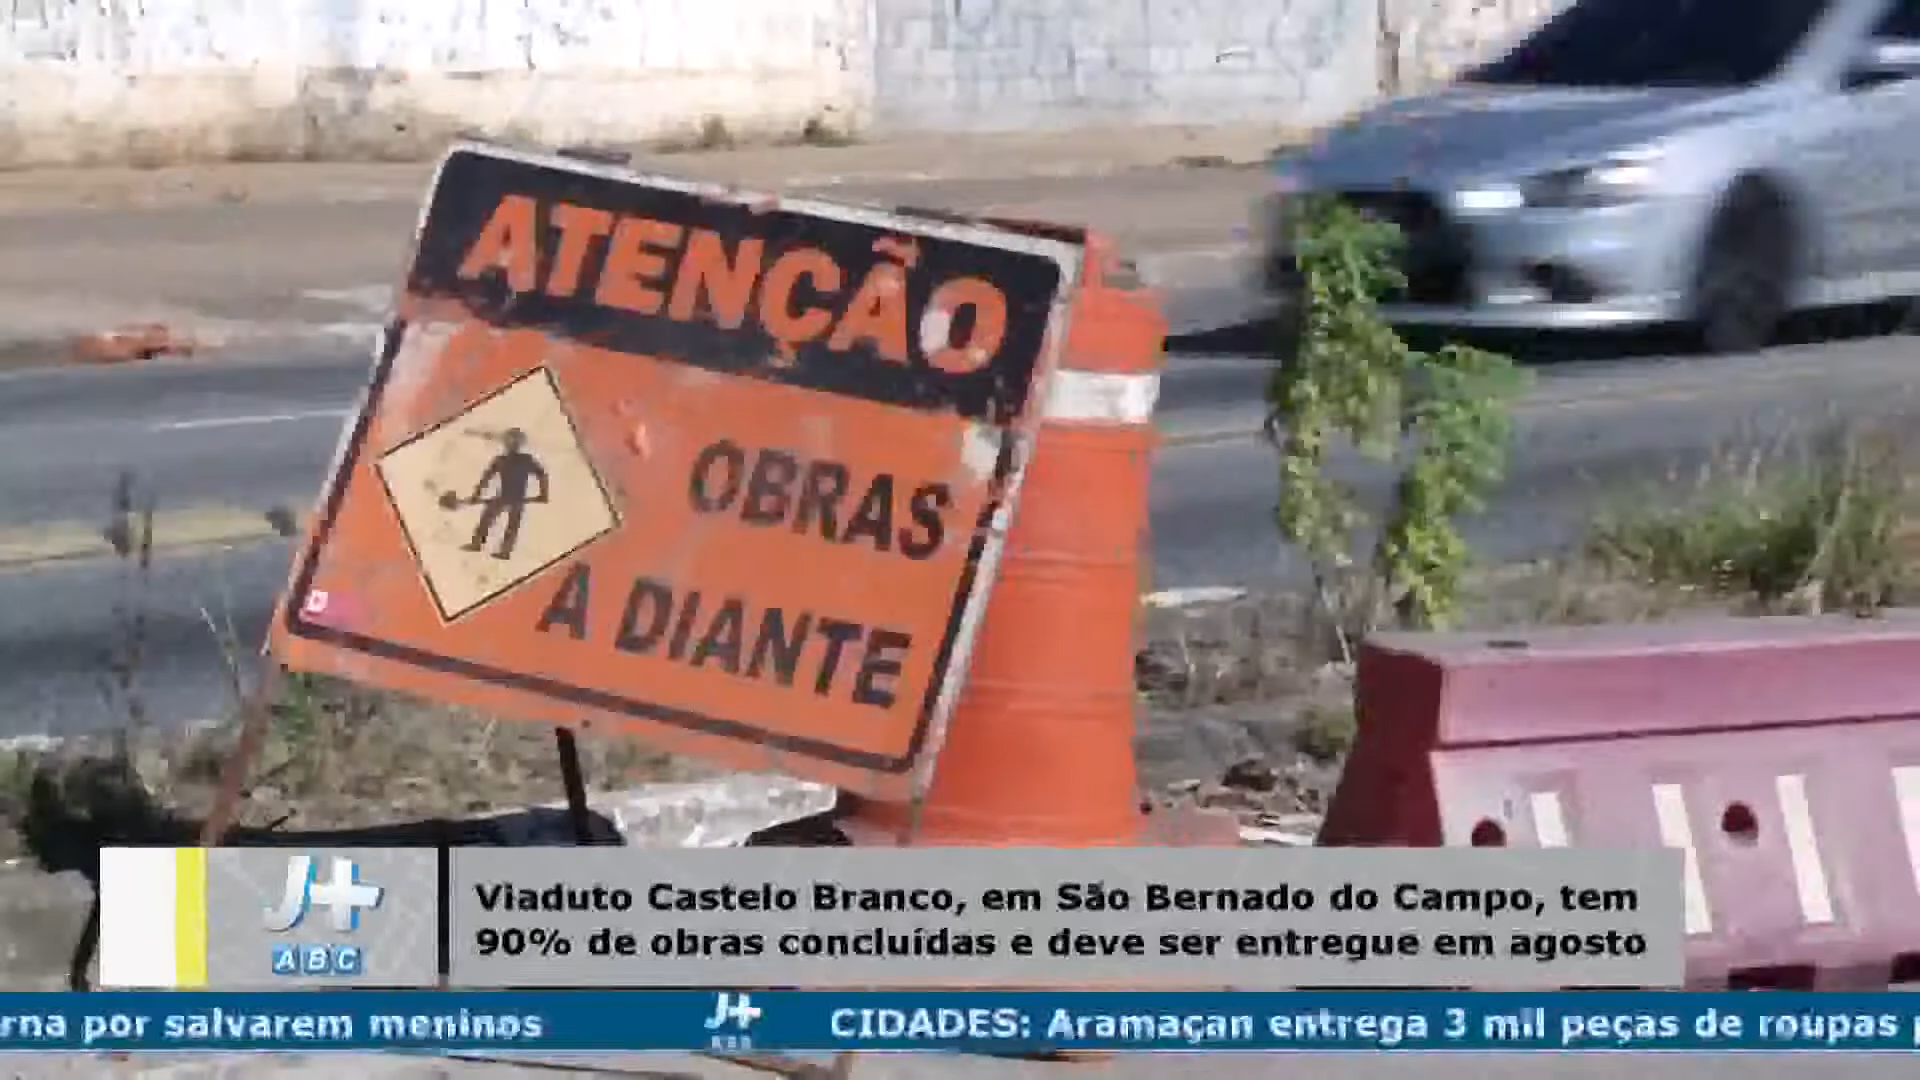 ATENÇÃO
OBRAS
A DIANTE
J+
ABC
Viaduto Castelo Branco, em São Bernado do Campo, tem
90% de obras concluídas e deve ser entregue em agosto
rna por salvarem meninos J+ ABC CIDADES: Aramaçan entrega 3 mil peças de roupas p